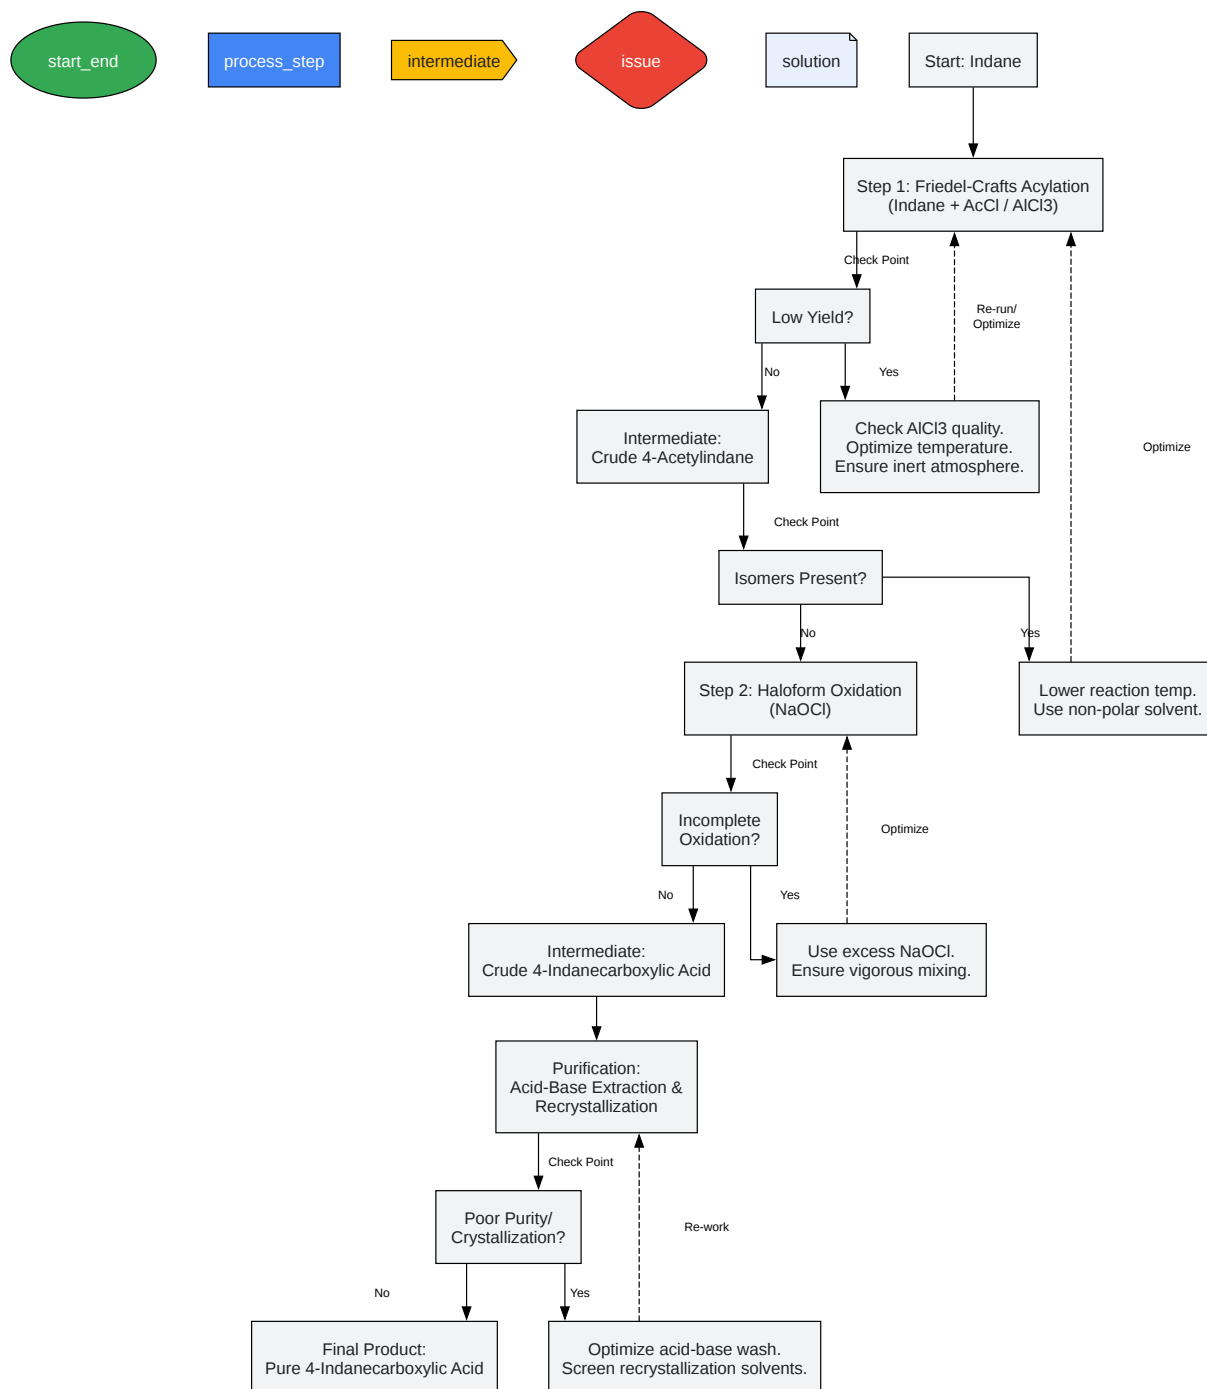 start_end
process_step
intermediate
issue
solution
Start: Indane
Step 1: Friedel-Crafts Acylation
(Indane + AcCl / AlCl3)
Check Point
Low Yield?
Re-run/
Optimize
No
Yes
Intermediate:
Crude 4-Acetylindane
Check AlCl3 quality.
Optimize temperature.
Ensure inert atmosphere.
Optimize
Check Point
Isomers Present?
No
Yes
Step 2: Haloform Oxidation
(NaOCl)
Lower reaction temp.
Use non-polar solvent.
Check Point
Incomplete
Oxidation?
Optimize
No
Yes
Intermediate:
Crude 4-Indanecarboxylic Acid
Use excess NaOCl.
Ensure vigorous mixing.
Purification:
Acid-Base Extraction &
Recrystallization
Check Point
Poor Purity/
Crystallization?
Re-work
No
Yes
Final Product:
Pure 4-Indanecarboxylic Acid
Optimize acid-base wash.
Screen recrystallization solvents.